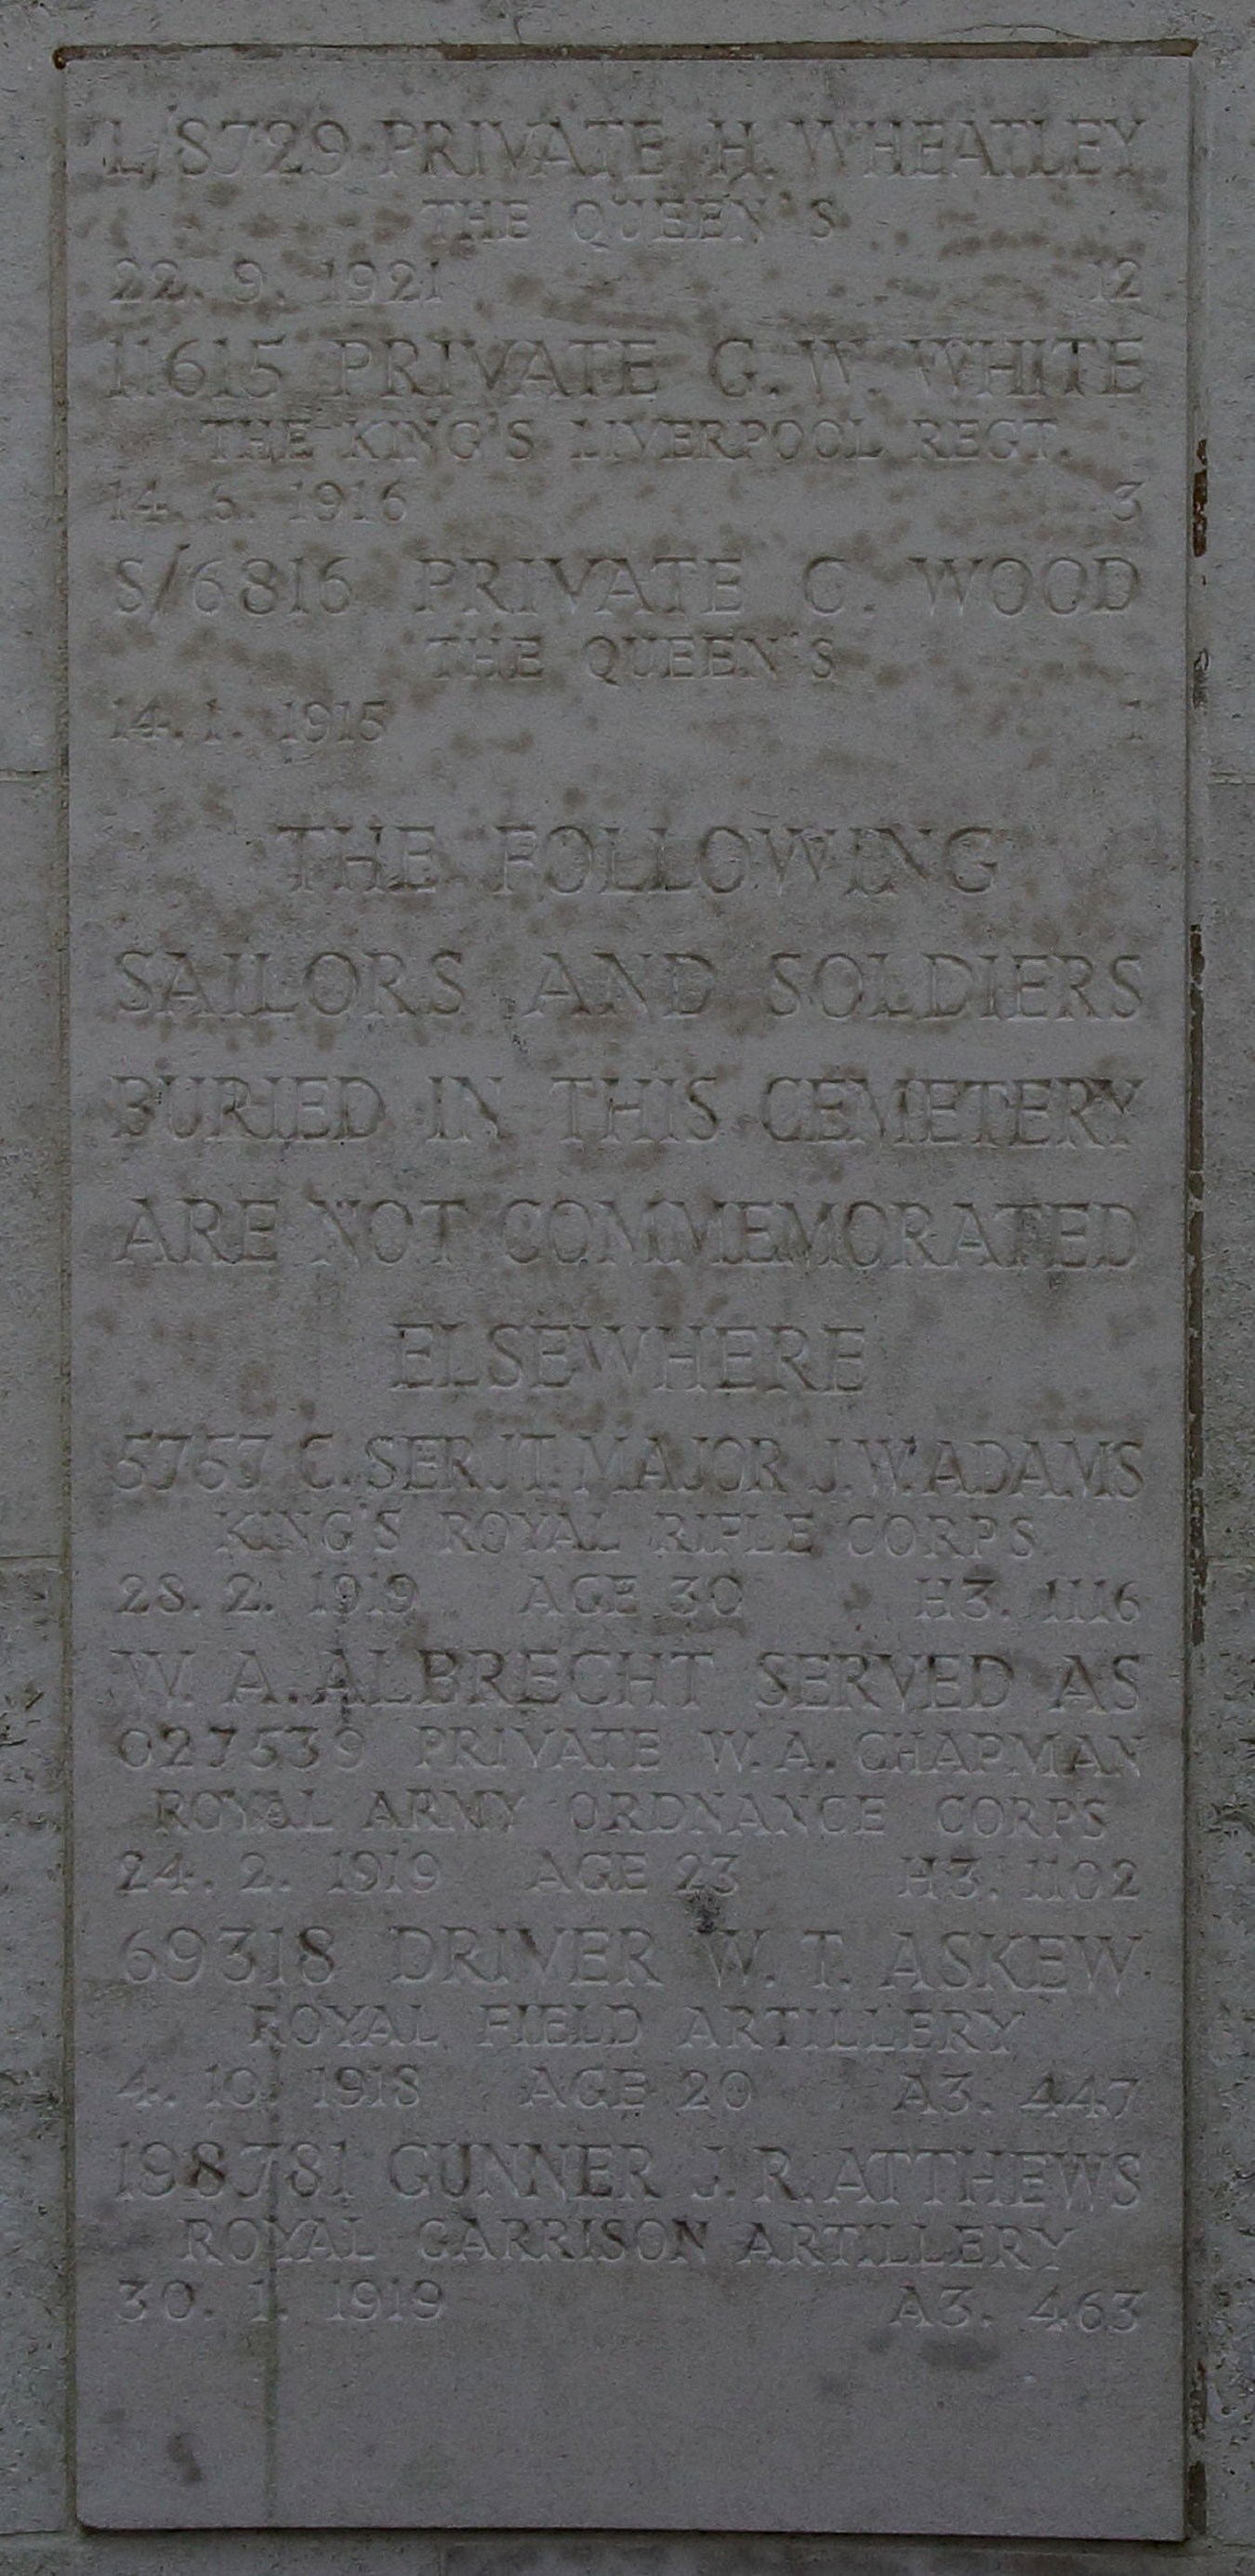 L/S729 PRIVATE H. WHEATLEY
THE QUEEN'S
22. 9. 1921 12
11615 PRIVATE G. W. WHITE
THE KING'S LIVERPOOL REGT.
14. 6. 1916 3
S/6816 PRIVATE C. WOOD
THE QUEEN'S
14. 1. 1915 1
THE FOLLOWING
SAILORS AND SOLDIERS
BURIED IN THIS CEMETERY
ARE NOT COMMEMORATED
ELSEWHERE
5767 C. SERJT. MAJOR J.W. ADAMS
KING'S ROYAL RIFLE CORPS
28. 2. 1919 AGE 30 H3. 1116
W. A. ALBRECHT SERVED AS
027539 PRIVATE W. A. CHAPMAN
ROYAL ARMY ORDNANCE CORPS
24. 2. 1919 AGE 23 H3. 1102
69318 DRIVER W. T. ASKEW
ROYAL FIELD ARTILLERY
4. 10. 1918 AGE 20 A3. 447
198781 GUNNER J. R. ATTHEWS
ROYAL GARRISON ARTILLERY
30. 1. 1919 A3. 463